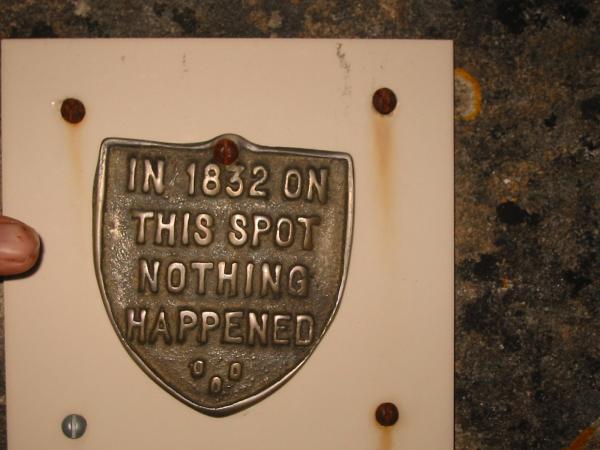 IN 1832 ON
THIS SPOT
NOTHING
HAPPENED